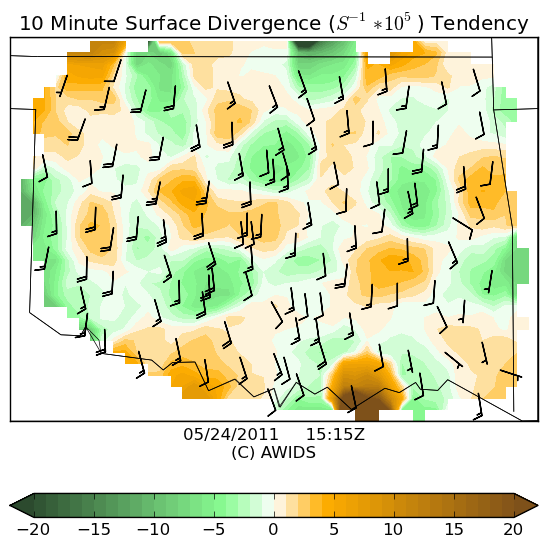 10 Minute Surface Divergence (S⁻¹ *10⁵ ) Tendency
05/24/2011 15:15Z
(C) AWIDS
−20 −15 −10 −5 0 5 10 15 20